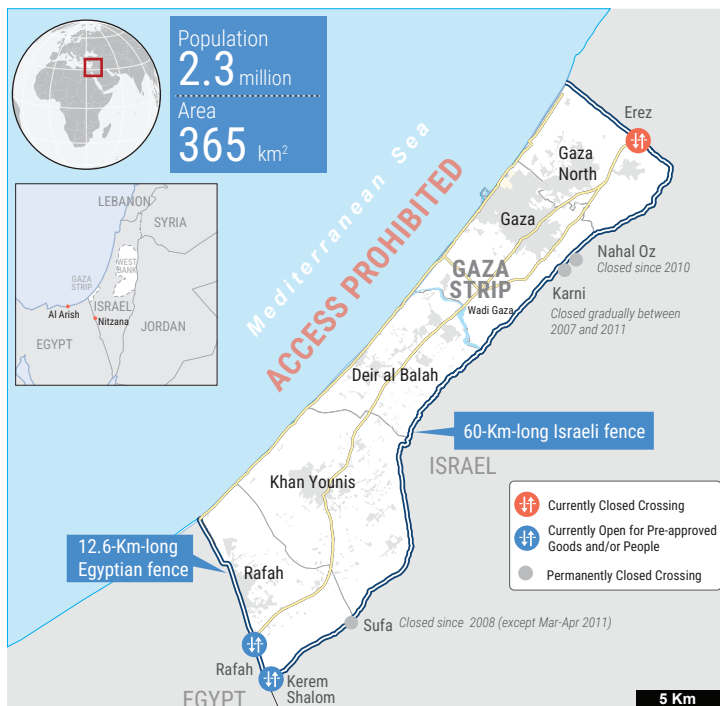 Population
2.3 million
Area
365 km²
LEBANON
SYRIA
WEST
BANK
GAZA
STRIP
ISRAEL
Al Arish
Nitzana
JORDAN
EGYPT
Mediterranean Sea
ACCESS PROHIBITED
Erez
Gaza
North
Gaza
Nahal Oz
Closed since 2010
GAZA
STRIP
Karni
Wadi Gaza
Closed gradually between
2007 and 2011
Deir al Balah
60-Km-long Israeli fence
ISRAEL
Khan Younis
Currently Closed Crossing
Currently Open for Pre-approved
Goods and/or People
Permanently Closed Crossing
12.6-Km-long
Egyptian fence
Rafah
Sufa
Closed since 2008 (except Mar-Apr 2011)
Rafah
Kerem
Shalom
EGYPT
5 Km